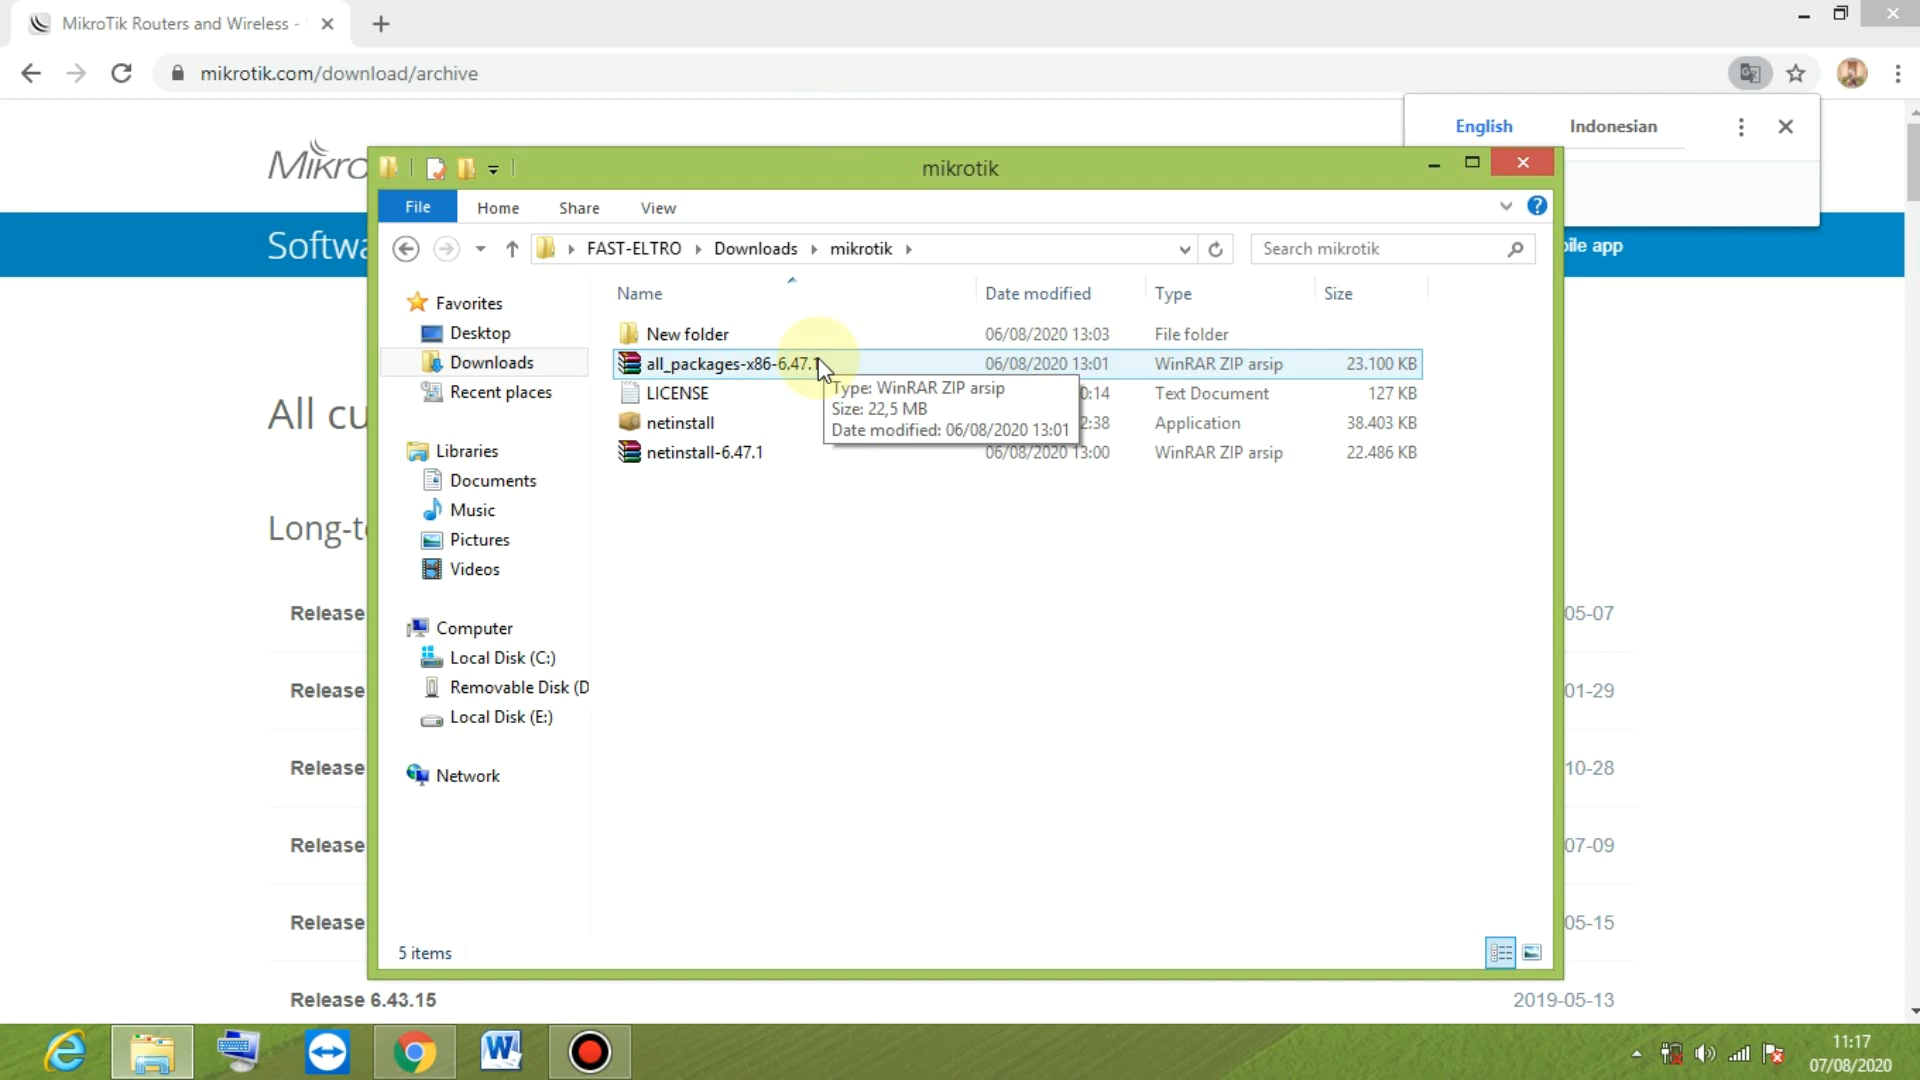 MikroTik Routers and Wireless -
mikrotik.com/download/archive
English
Indonesian
Mikro
mikrotik
File
Home
Share
View
Softwa
ile app
FAST-ELTRO
Downloads
mikrotik
Search mikrotik
Name
Date modified
Type
Size
Favorites
Desktop
Downloads
Recent places
Libraries
Documents
Music
Pictures
Videos
Computer
Local Disk (C:)
Removable Disk (D
Local Disk (E:)
Network
New folder 06/08/2020 13:03 File folder
all_packages-x86-6.47.1 06/08/2020 13:01 WinRAR ZIP arsip 23.100 KB
LICENSE 0:14 Text Document 127 KB
netinstall 2:38 Application 38.403 KB
netinstall-6.47.1 06/08/2020 13:00 WinRAR ZIP arsip 22.486 KB
Type: WinRAR ZIP arsip
Size: 22,5 MB
Date modified: 06/08/2020 13:01
5 items
All cu
Long-t
Release 05-07
Release 01-29
Release 10-28
Release 07-09
Release 05-15
Release 6.43.15 2019-05-13
11:17
07/08/2020